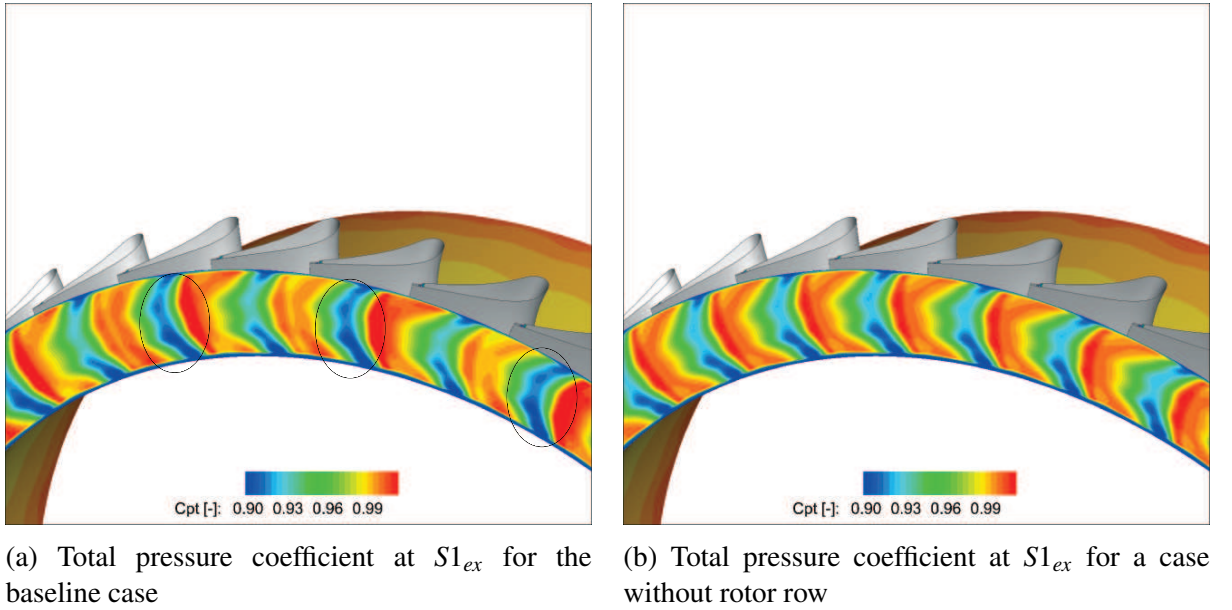 Cpt [-]: 0.90 0.93 0.96 0.99
Cpt [-]: 0.90 0.93 0.96 0.99
(a) Total pressure coefficient at S1ex for the
baseline case
(b) Total pressure coefficient at S1ex for a case
without rotor row